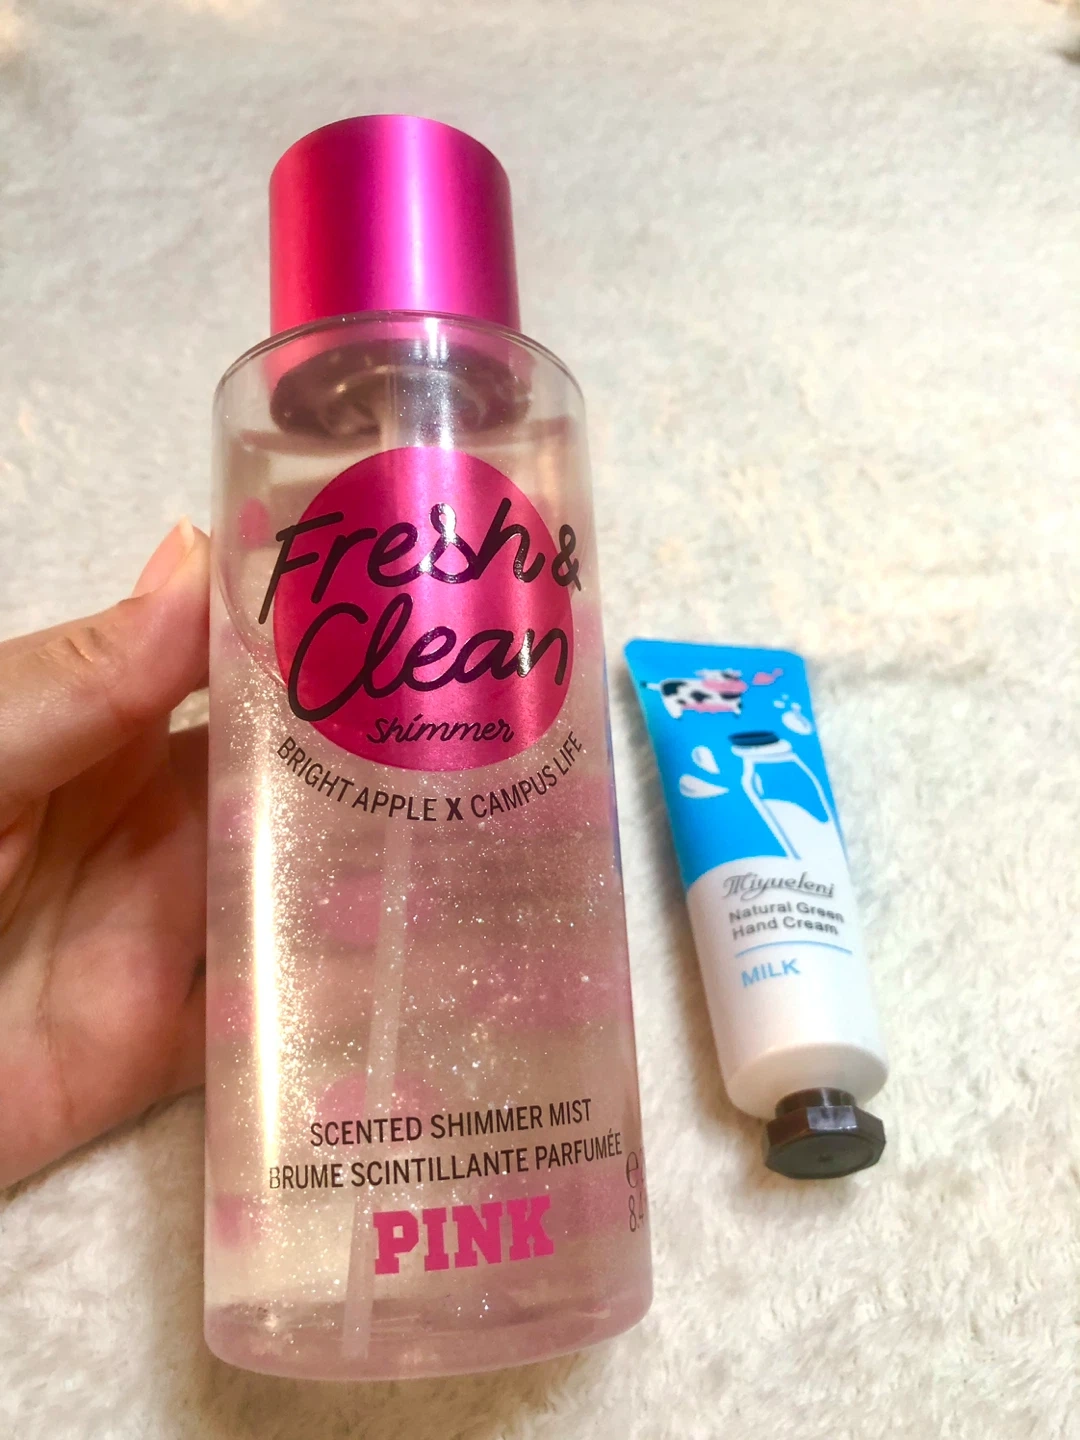 Fresh &
Clean
shimmer
BRIGHT APPLE X CAMPUS LIFE
SCENTED SHIMMER MIST
BRUME SCINTILLANTE PARFUMÉE
PINK
Miyueleni
Natural Green
Hand Cream
MILK